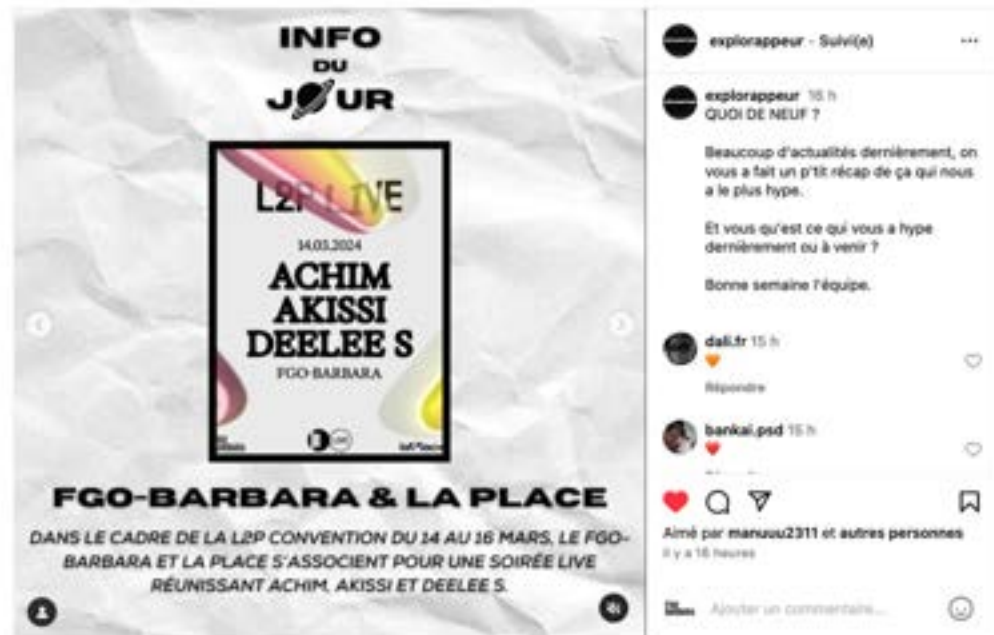 INFO
DU
JOUR
L2P LIVE
14.03.2024
ACHIM
AKISSI
DEELEE S
FGO-BARBARA
FGO-BARBARA & LA PLACE
DANS LE CADRE DE LA L2P CONVENTION DU 14 AU 16 MARS, LE FGO-
BARBARA ET LA PLACE S'ASSOCIENT POUR UNE SOIRÉE LIVE
RÉUNISSANT ACHIM, AKISSI ET DEELEE S.
explorappeur - Suivi(e)
explorappeur 16 h
QUOI DE NEUF ?
Beaucoup d'actualités dernièrement, on
vous a fait un p'tit récap de ça qui nous
a le plus hype.
Et vous qu'est ce qui vous a hype
dernièrement ou à venir ?
Bonne semaine l'équipe.
dali.fr 15 h
Répondre
bankai.psd 15 h
Aimé par manuuu2311 et autres personnes
il y a 16 heures
Ajouter un commentaire...